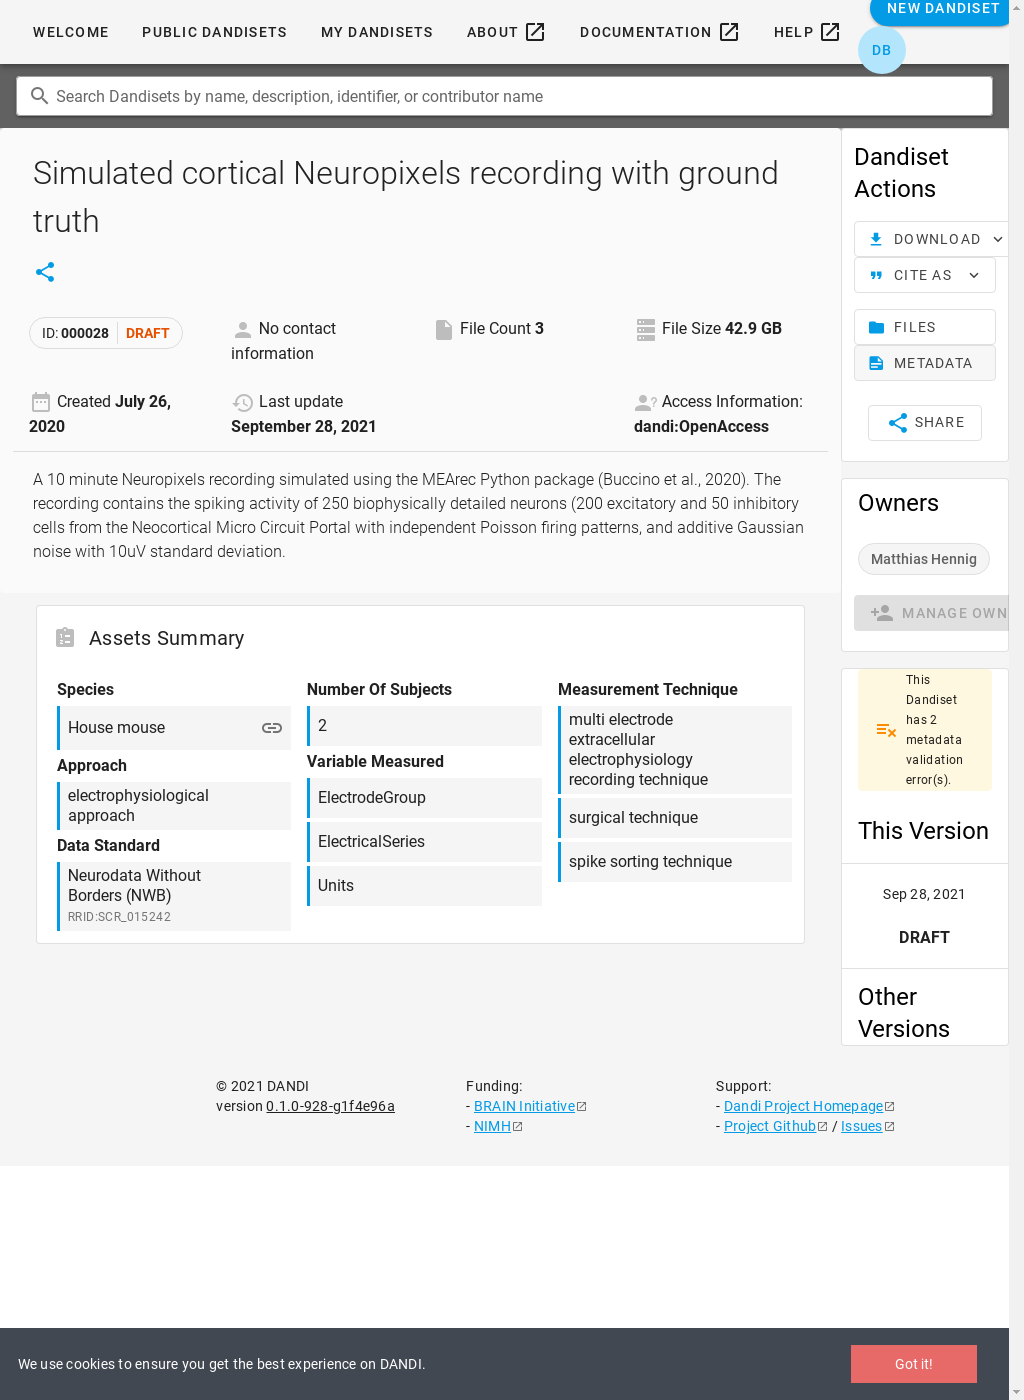 NEW DANDISET
WELCOME PUBLIC DANDISETS MY DANDISETS ABOUT DOCUMENTATION HELP
DB
Search Dandisets by name, description, identifier, or contributor name
Simulated cortical Neuropixels recording with ground
truth
ID: 000028 DRAFT
No contact
information
File Count 3
File Size 42.9 GB
Created July 26,
2020
Last update
September 28, 2021
Access Information:
dandi:OpenAccess
A 10 minute Neuropixels recording simulated using the MEArec Python package (Buccino et al., 2020). The
recording contains the spiking activity of 250 biophysically detailed neurons (200 excitatory and 50 inhibitory
cells from the Neocortical Micro Circuit Portal with independent Poisson firing patterns, and additive Gaussian
noise with 10uV standard deviation.
Assets Summary
Species
House mouse
Approach
electrophysiological
approach
Data Standard
Neurodata Without
Borders (NWB)
RRID:SCR_015242
Number Of Subjects
2
Variable Measured
ElectrodeGroup
ElectricalSeries
Units
Measurement Technique
multi electrode
extracellular
electrophysiology
recording technique
surgical technique
spike sorting technique
Dandiset
Actions
DOWNLOAD
CITE AS
FILES
METADATA
SHARE
Owners
Matthias Hennig
MANAGE OWN
This
Dandiset
has 2
metadata
validation
error(s).
This Version
Sep 28, 2021
DRAFT
Other
Versions
© 2021 DANDI
version 0.1.0-928-g1f4e96a
Funding:
- BRAIN Initiative
- NIMH
Support:
- Dandi Project Homepage
- Project Github / Issues
We use cookies to ensure you get the best experience on DANDI.
Got it!